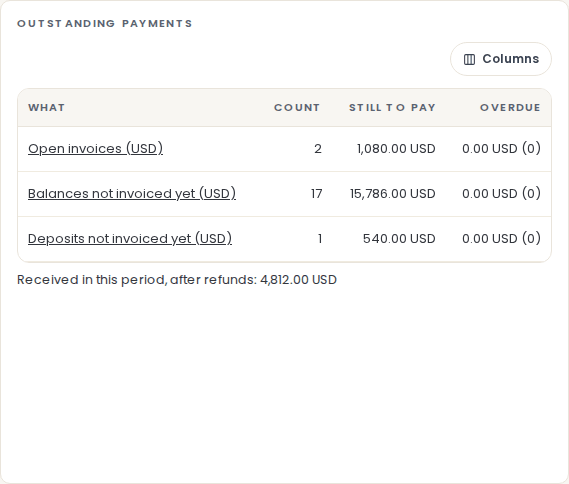 OUTSTANDING PAYMENTS
Columns
WHAT COUNT STILL TO PAY OVERDUE
Open invoices (USD) 2 1,080.00 USD 0.00 USD (0)
Balances not invoiced yet (USD) 17 15,786.00 USD 0.00 USD (0)
Deposits not invoiced yet (USD) 1 540.00 USD 0.00 USD (0)
Received in this period, after refunds: 4,812.00 USD